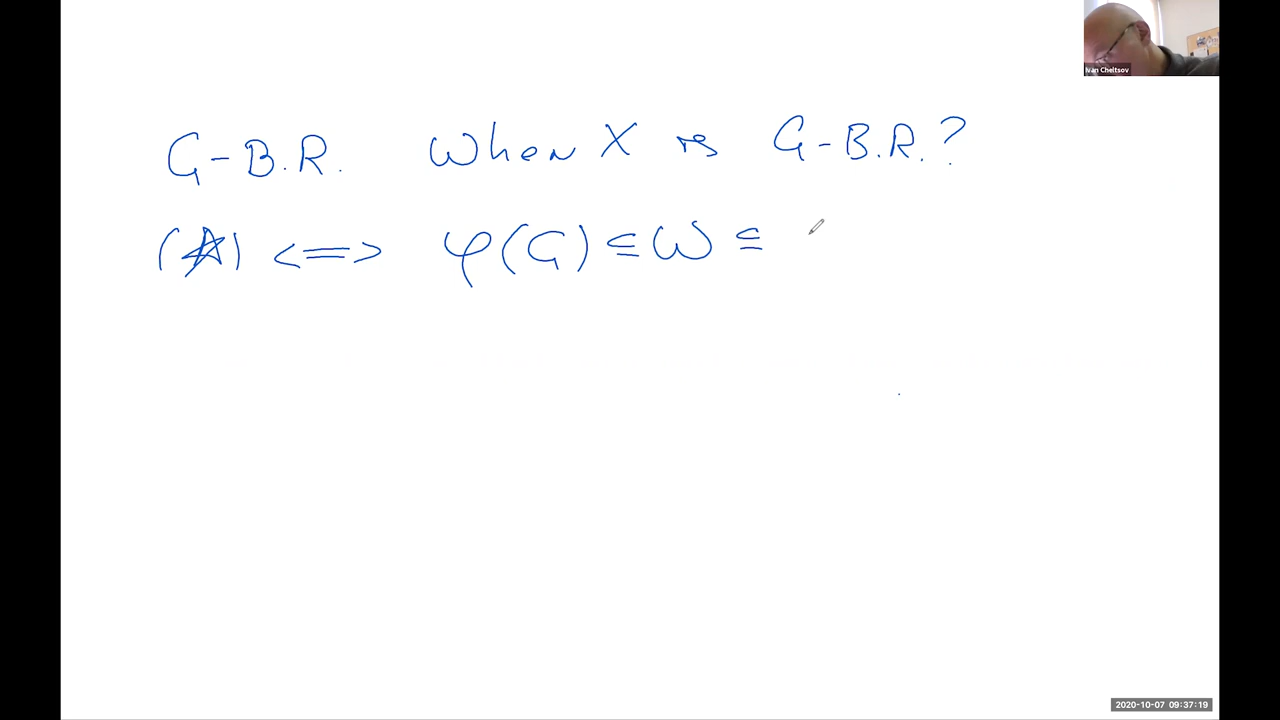 Ivan Cheltsov
G-B.R. When X is G-B.R.?
(★) <=> φ(G) ⊆ W ⊆
2020-10-07 09:37:19